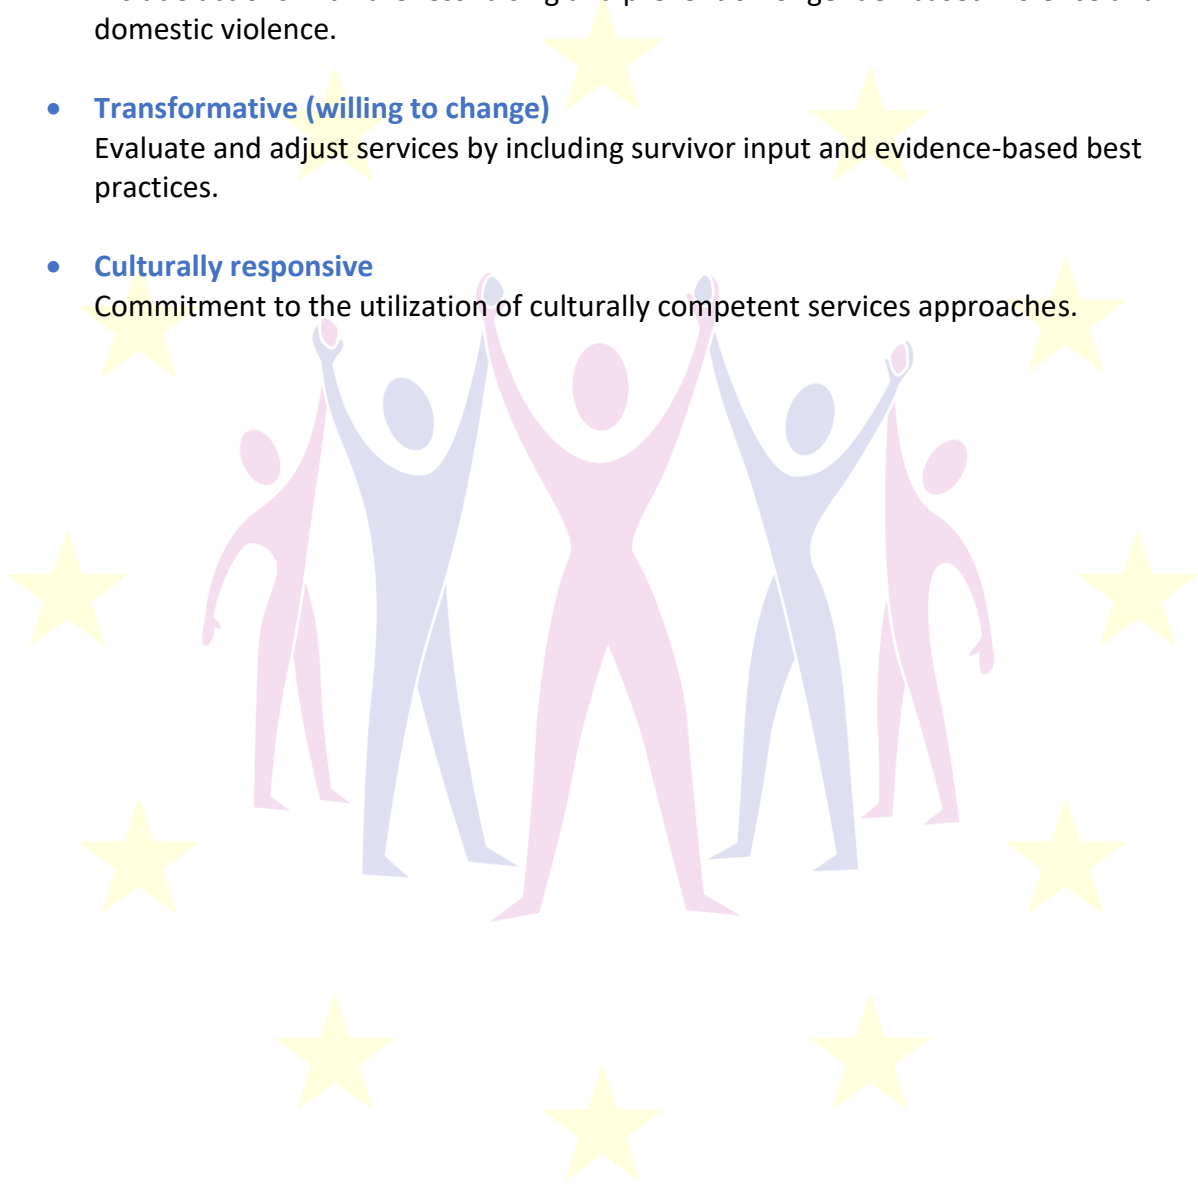 domestic violence.
• Transformative (willing to change)
Evaluate and adjust services by including survivor input and evidence-based best
practices.
• Culturally responsive
Commitment to the utilization of culturally competent services approaches.